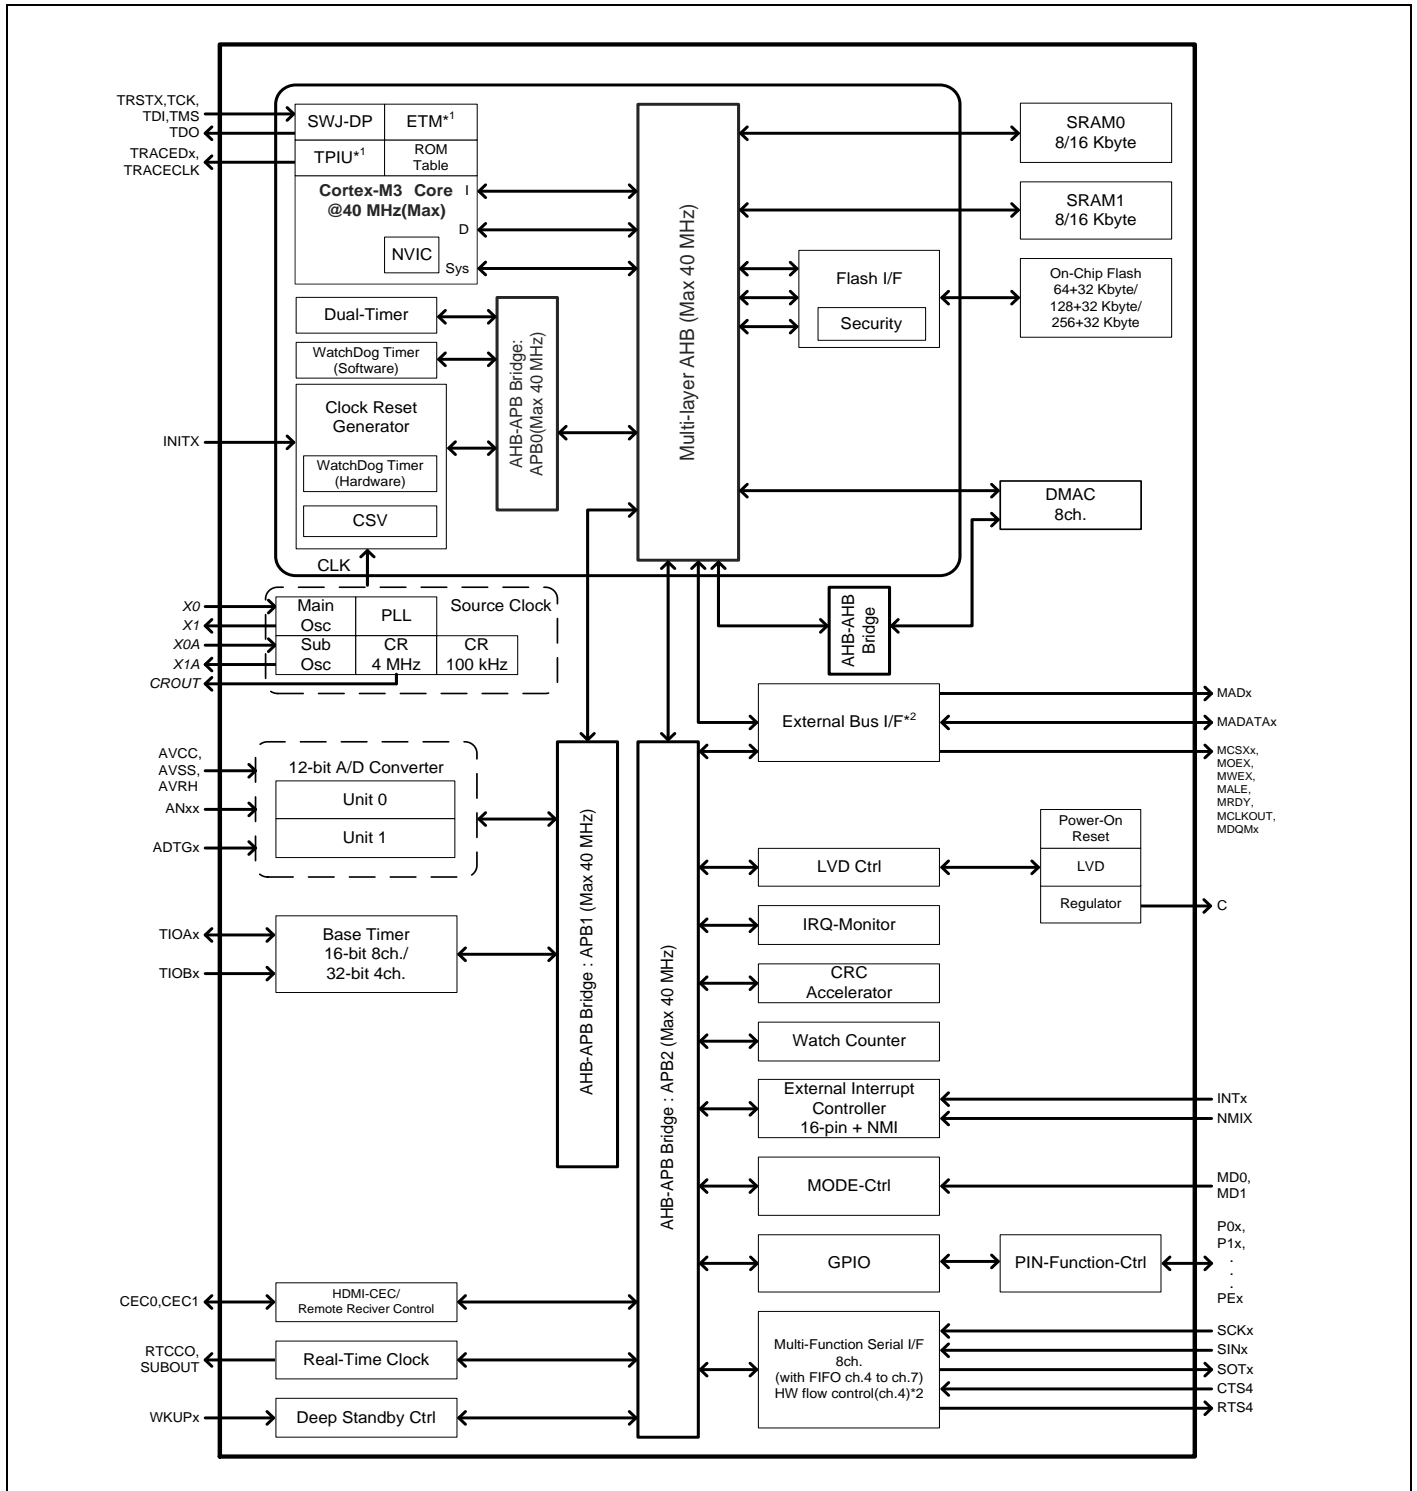 TRSTX,TCK,
TDI,TMS
TDO
TRACEDx,
TRACECLK
SWJ-DP
ETM*1
TPIU*1
ROM
Table
Cortex-M3 Core
@40 MHz(Max)
I
D
Sys
NVIC
Dual-Timer
WatchDog Timer
(Software)
Clock Reset
Generator
WatchDog Timer
(Hardware)
CSV
INITX
CLK
AHB-APB Bridge:
APB0(Max 40 MHz)
Multi-layer AHB (Max 40 MHz)
SRAM0
8/16 Kbyte
SRAM1
8/16 Kbyte
Flash I/F
Security
On-Chip Flash
64+32 Kbyte/
128+32 Kbyte/
256+32 Kbyte
DMAC
8ch.
AHB-AHB
Bridge
X0
X1
X0A
X1A
CROUT
Main
Osc
PLL
Source Clock
Sub
Osc
CR
4 MHz
CR
100 kHz
AVCC,
AVSS,
AVRH
ANxx
ADTGx
12-bit A/D Converter
Unit 0
Unit 1
TIOAx
TIOBx
Base Timer
16-bit 8ch./
32-bit 4ch.
AHB-APB Bridge : APB1 (Max 40 MHz)
AHB-APB Bridge : APB2 (Max 40 MHz)
External Bus I/F*2
MADx
MADATAx
MCSXx,
MOEX,
MWEX,
MALE,
MRDY,
MCLKOUT,
MDQMx
LVD Ctrl
Power-On
Reset
LVD
Regulator
C
IRQ-Monitor
CRC
Accelerator
Watch Counter
External Interrupt
Controller
16-pin + NMI
INTx
NMIX
MODE-Ctrl
MD0,
MD1
GPIO
PIN-Function-Ctrl
P0x,
P1x,
.
.
.
PEx
CEC0,CEC1
HDMI-CEC/
Remote Reciver Control
RTCCO,
SUBOUT
Real-Time Clock
WKUPx
Deep Standby Ctrl
Multi-Function Serial I/F
8ch.
(with FIFO ch.4 to ch.7)
HW flow control(ch.4)*2
SCKx
SINx
SOTx
CTS4
RTS4